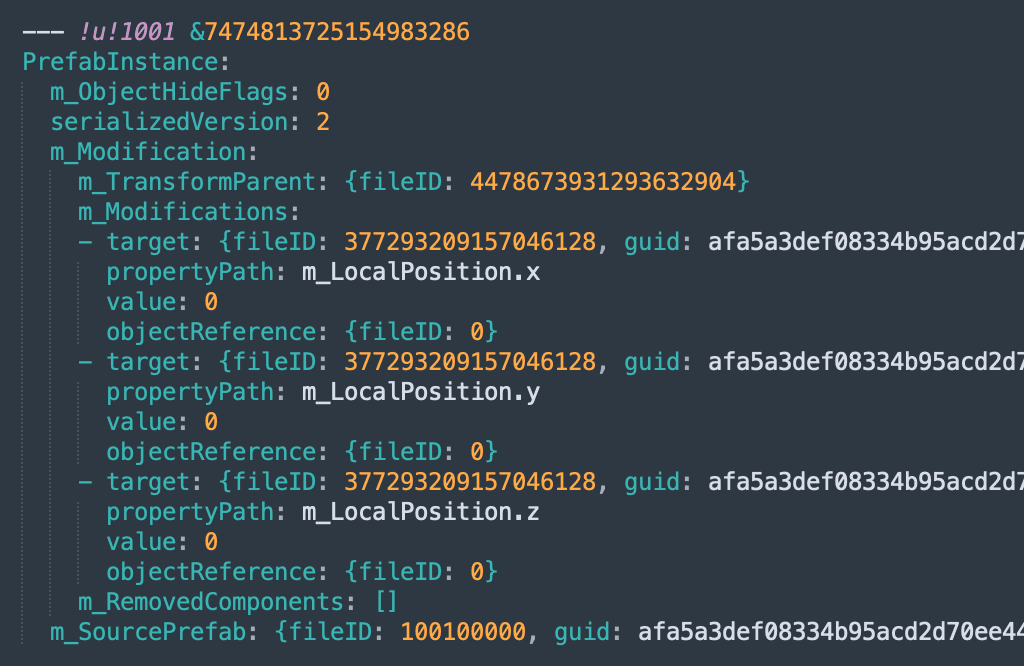 --- !u!1001 &7474813725154983286
PrefabInstance:
  m_ObjectHideFlags: 0
  serializedVersion: 2
  m_Modification:
    m_TransformParent: {fileID: 4478673931293632904}
    m_Modifications:
    - target: {fileID: 377293209157046128, guid: afa5a3def08334b95acd2d7
      propertyPath: m_LocalPosition.x
      value: 0
      objectReference: {fileID: 0}
    - target: {fileID: 377293209157046128, guid: afa5a3def08334b95acd2d7
      propertyPath: m_LocalPosition.y
      value: 0
      objectReference: {fileID: 0}
    - target: {fileID: 377293209157046128, guid: afa5a3def08334b95acd2d7
      propertyPath: m_LocalPosition.z
      value: 0
      objectReference: {fileID: 0}
    m_RemovedComponents: []
  m_SourcePrefab: {fileID: 100100000, guid: afa5a3def08334b95acd2d70ee44